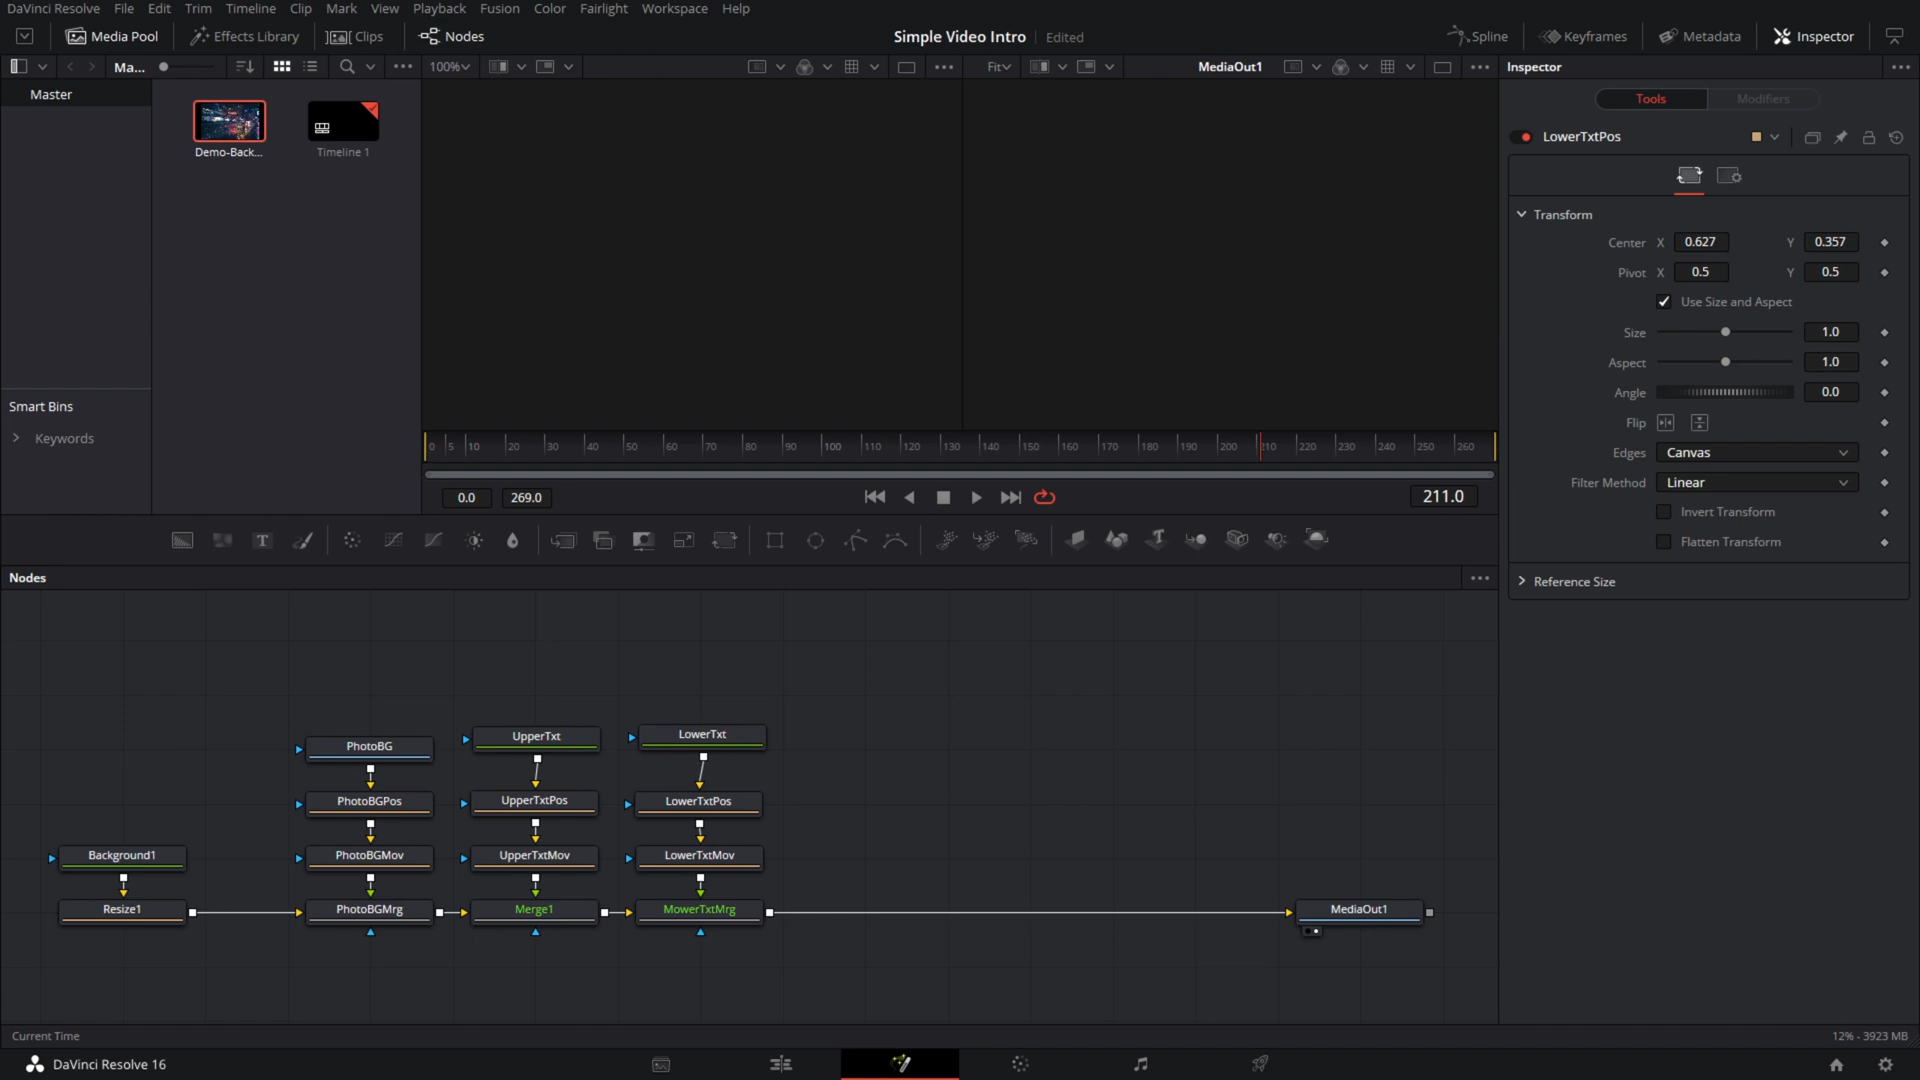 DaVinci Resolve File Edit Trim Timeline Clip Mark View Playback Fusion Color Fairlight Workspace Help
Media Pool Effects Library Clips Nodes Simple Video Intro Edited Spline Keyframes Metadata Inspector
Ma... 100% Fit MediaOut1 Inspector
Master
Demo-Back...
Timeline 1
Tools Modifiers
LowerTxtPos
Transform
Center X 0.627 Y 0.357
Pivot X 0.5 Y 0.5
Use Size and Aspect
Size 1.0
Aspect 1.0
Angle 0.0
Flip
Edges Canvas
Filter Method Linear
Invert Transform
Flatten Transform
Reference Size
Smart Bins
Keywords
0 5 10 20 30 40 50 60 70 80 90 100 110 120 130 140 150 160 170 180 190 200 210 220 230 240 250 260
0.0 269.0 211.0
T T
Nodes
PhotoBG UpperTxt LowerTxt
PhotoBGPos UpperTxtPos LowerTxtPos
Background1 PhotoBGMov UpperTxtMov LowerTxtMov
Resize1 PhotoBGMrg Merge1 MowerTxtMrg MediaOut1
Current Time 12% - 3923 MB
DaVinci Resolve 16